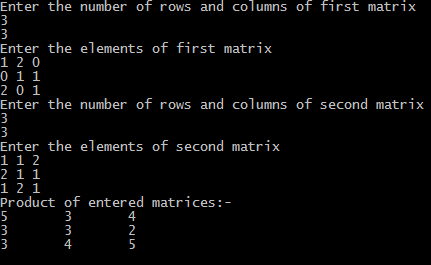 Enter the number of rows and columns of first matrix
3
3
Enter the elements of first matrix
1 2 0
0 1 1
2 0 1
Enter the number of rows and columns of second matrix
3
3
Enter the elements of second matrix
1 1 2
2 1 1
1 2 1
Product of entered matrices:-
5 3 4
3 3 2
3 4 5